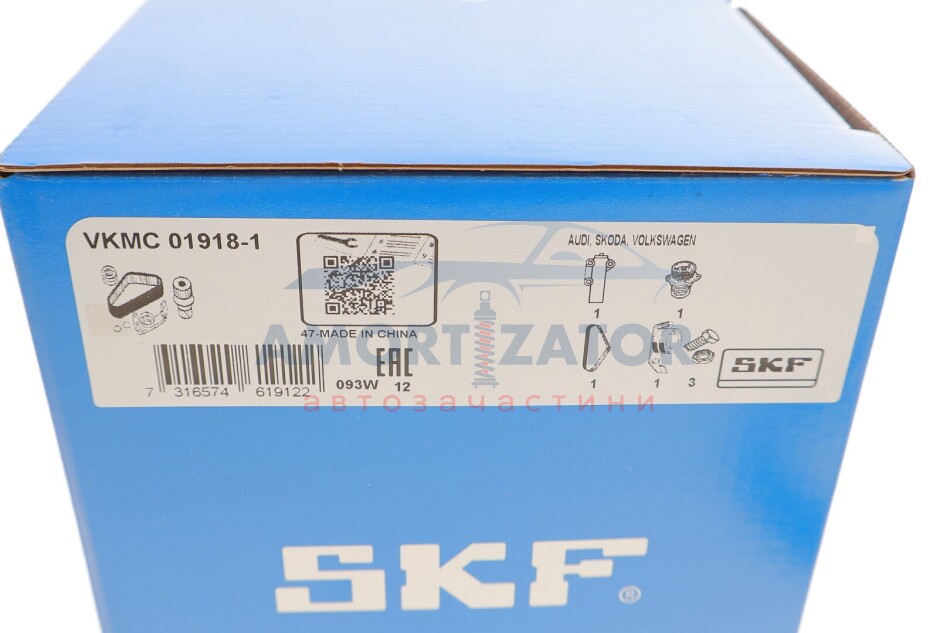 VKMC 01918-1
AUDI, SKODA, VOLKSWAGEN
1 1
47-MADE IN CHINA
AMORTIZATOR
EAC
1 1 3
SKF
7 316574 619122
093W 12
автозачастини
SKF®